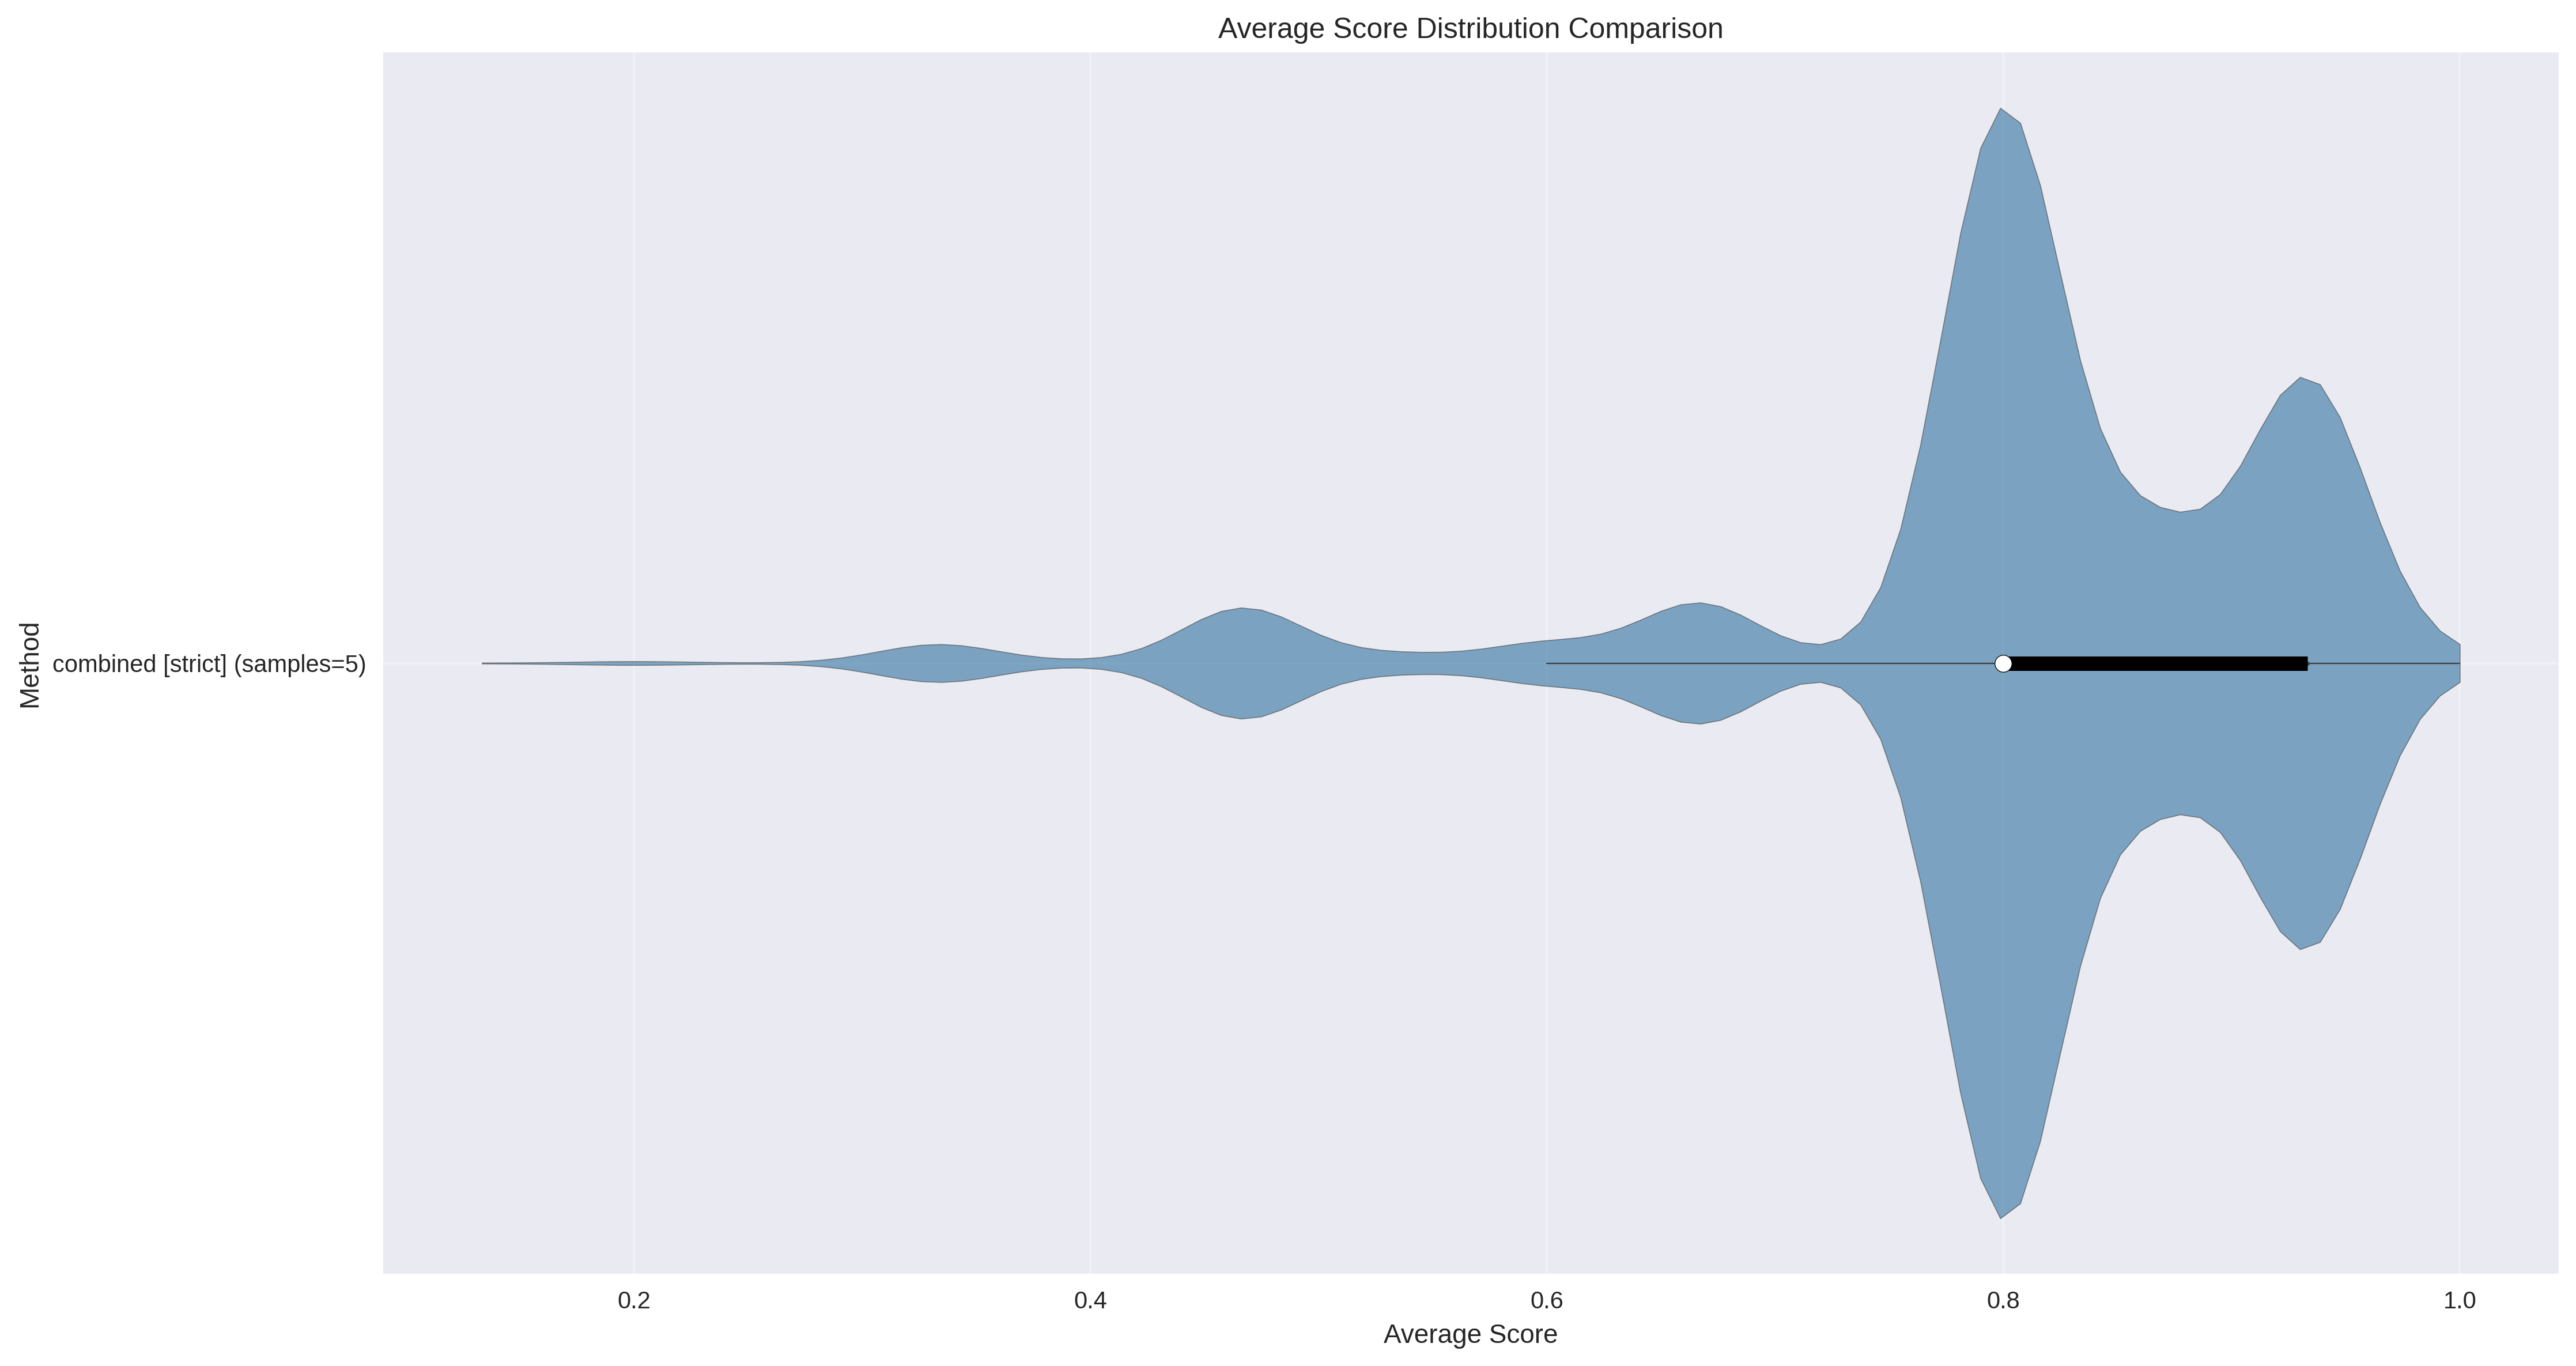 Average Score Distribution Comparison
Method
combined [strict] (samples=5)
0.2 0.4 0.6 0.8 1.0
Average Score